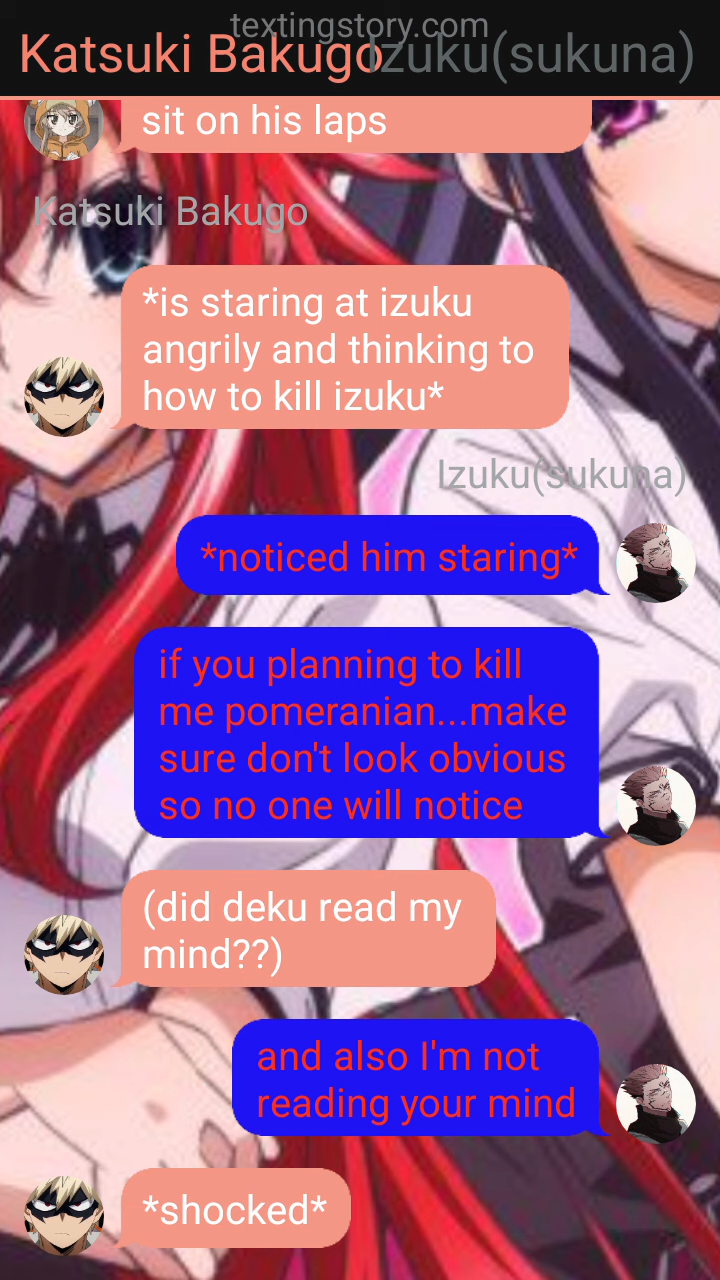 textingstory.com
Katsuki Bakugo
Izuku(sukuna)
sit on his laps
Katsuki Bakugo
*is staring at izuku
angrily and thinking to
how to kill izuku*
Izuku(sukuna)
*noticed him staring*
if you planning to kill
me pomeranian...make
sure don't look obvious
so no one will notice
(did deku read my
mind??)
and also I'm not
reading your mind
*shocked*